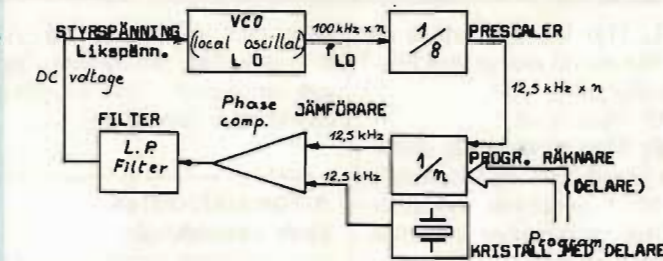 STYRSPÄNNING
Likspänn.
DC voltage
VCO
(local oscillat)
LO
100 kHz x n
f LO
1/8
PRESCALER
12,5 kHz x n
FILTER
L.P.
Filter
Phase
comp.
JÄMFÖRARE
12,5 kHz
12.5 kHz
1/n
PROGR. RÄKNARE
(DELARE)
Program
KRISTALL MED DELARE